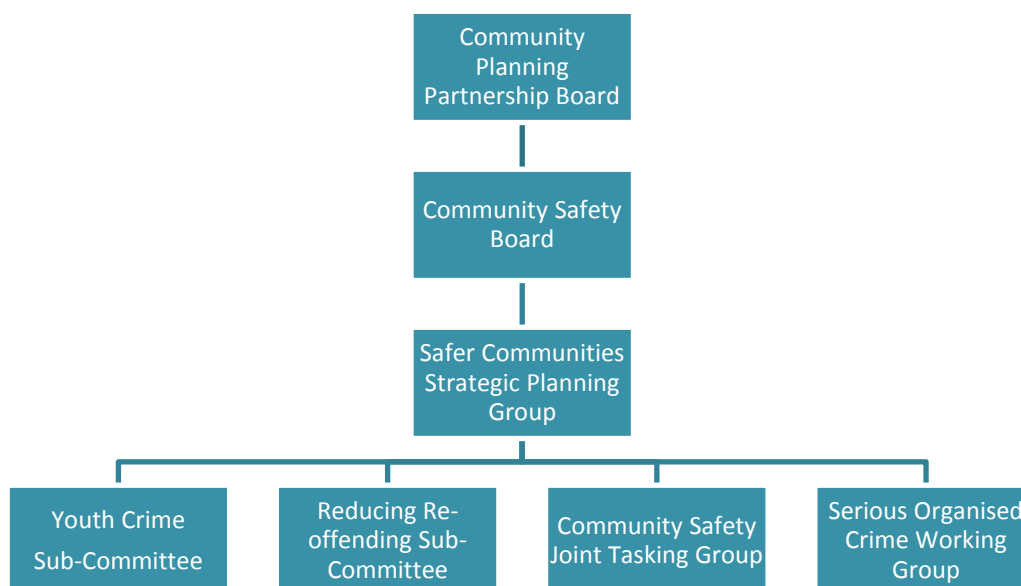 Community
Planning
Partnership Board
Community Safety
Board
Safer Communities
Strategic Planning
Group
Youth Crime
Sub-Committee
Reducing Re-
offending Sub-
Committee
Community Safety
Joint Tasking Group
Serious Organised
Crime Working
Group